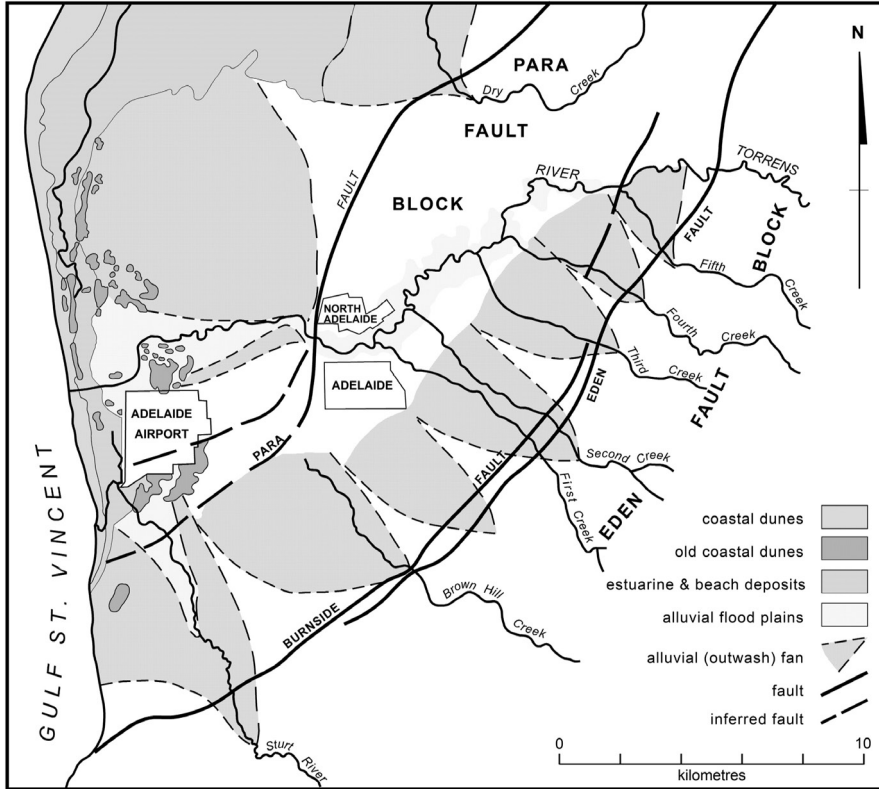 N
PARA
Dry Creek
FAULT
FAULT
BLOCK
RIVER
TORRENS
BLOCK
FAULT
Fifth Creek
NORTH
ADELAIDE
Fourth Creek
ADELAIDE
Third Creek
FAULT
EDEN
ADELAIDE
AIRPORT
PARA
FAULT
Second Creek
First Creek
EDEN
GULF ST. VINCENT
BURNSIDE
Brown Hill Creek
Sturt
River
coastal dunes
old coastal dunes
estuarine & beach deposits
alluvial flood plains
alluvial (outwash) fan
fault
inferred fault
0
10
kilometres